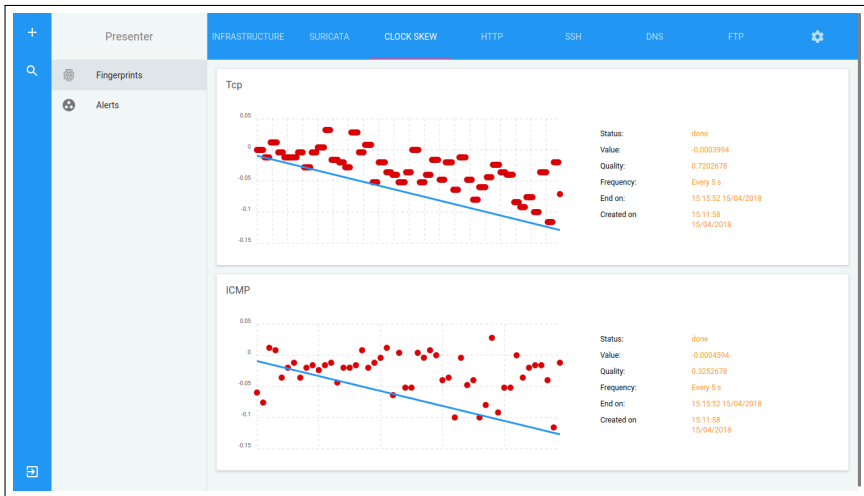 Presenter
INFRASTRUCTURE SURICATA CLOCK SKEW HTTP SSH DNS FTP
Fingerprints
Alerts
Tcp
0.05
0
-0.05
-0.1
-0.15
Status: done
Value: -0.0003994
Quality: 0.7202678
Frequency: Every 5 s
End on: 15:15:52 15/04/2018
Created on 15:11:58
15/04/2018
ICMP
0.05
0
-0.05
-0.1
-0.15
Status: done
Value: -0.0004594
Quality: 0.3252678
Frequency: Every 5 s
End on: 15:15:52 15/04/2018
Created on 15:11:58
15/04/2018